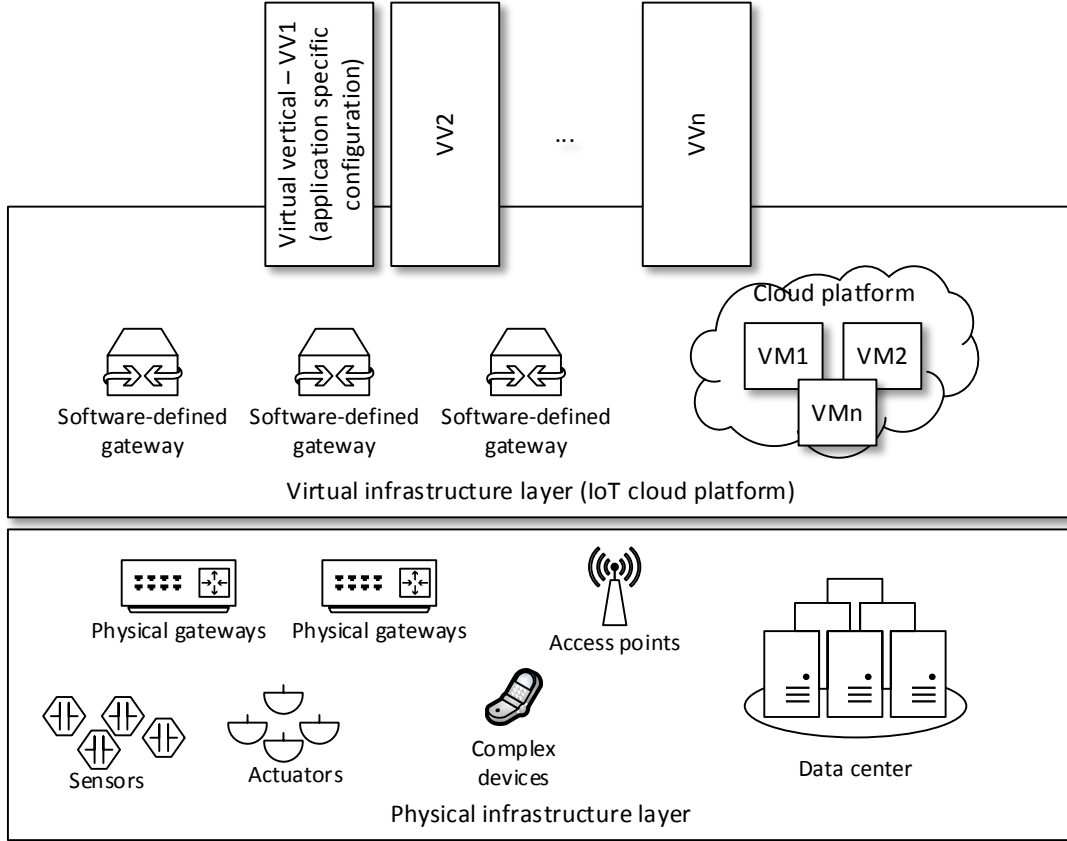 Virtual vertical – VV1
(application specific
configuration)
VV2
...
VVn
Cloud platform
VM1
VM2
VMn
Software-defined
gateway
Software-defined
gateway
Software-defined
gateway
Virtual infrastructure layer (IoT cloud platform)
Physical gateways
Physical gateways
Access points
Sensors
Actuators
Complex
devices
Data center
Physical infrastructure layer